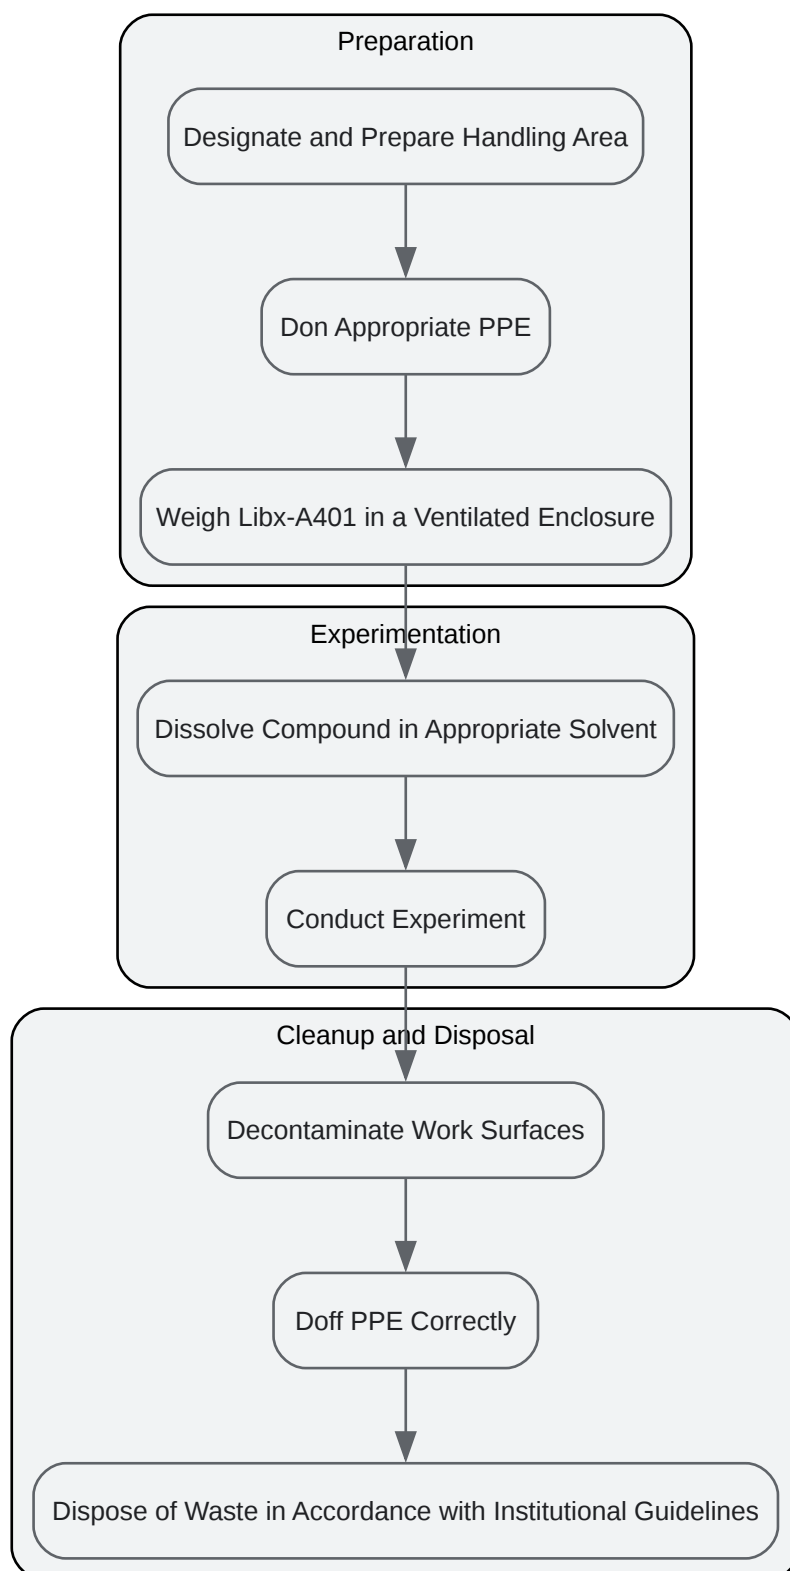 Preparation
Designate and Prepare Handling Area
Don Appropriate PPE
Weigh Libx-A401 in a Ventilated Enclosure
Experimentation
Dissolve Compound in Appropriate Solvent
Conduct Experiment
Cleanup and Disposal
Decontaminate Work Surfaces
Doff PPE Correctly
Dispose of Waste in Accordance with Institutional Guidelines